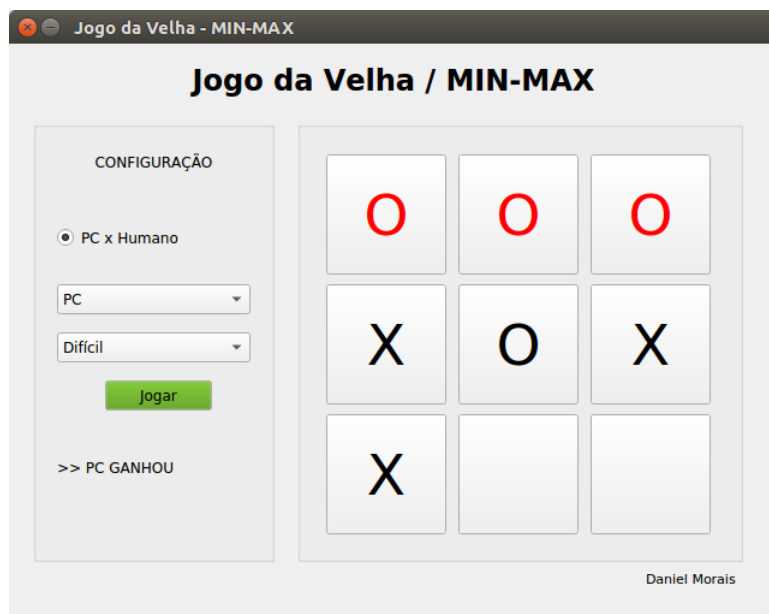 Jogo da Velha - MIN-MAX
Jogo da Velha / MIN-MAX
CONFIGURAÇÃO
PC x Humano
PC
Difícil
Jogar
>> PC GANHOU
O O O
X O X
X
Daniel Morais